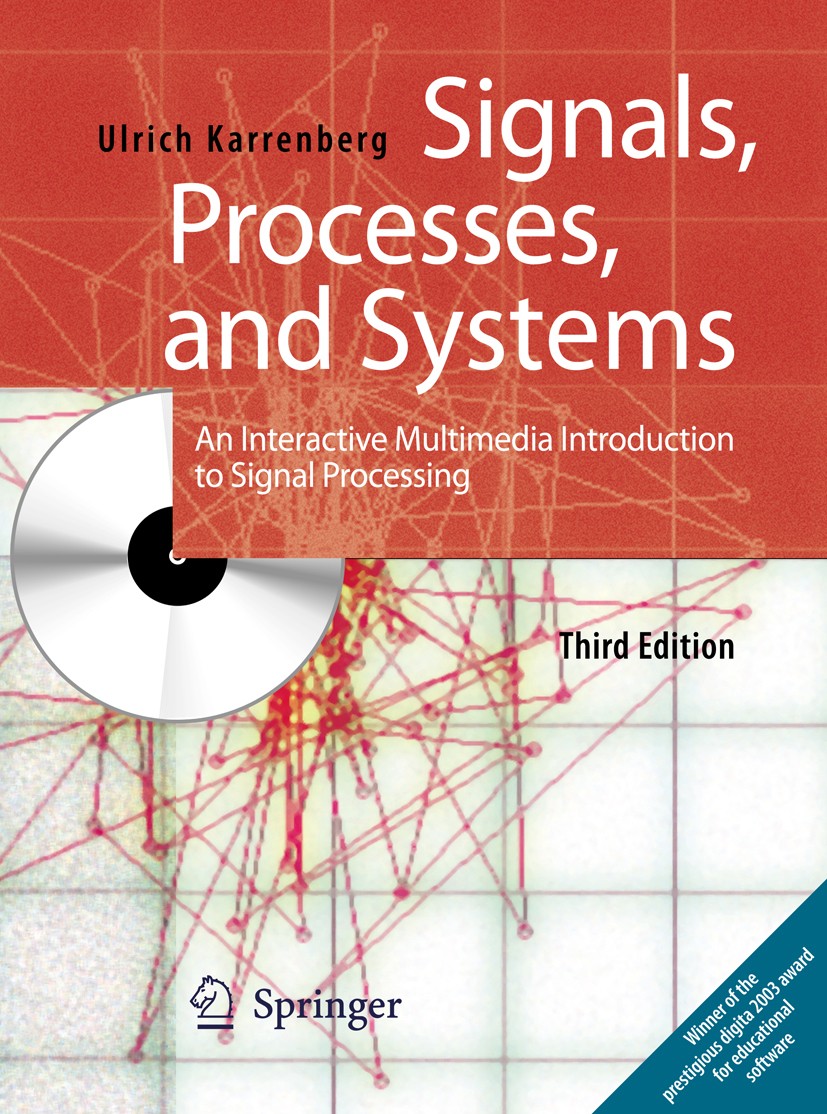 Ulrich Karrenberg
Signals,
Processes,
and Systems
An Interactive Multimedia Introduction
to Signal Processing
Third Edition
Springer
Winner of the
prestigious digita 2003 award
for educational
software